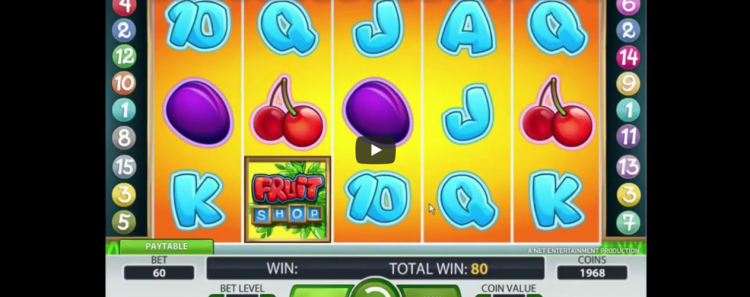 4 10 Q J A Q 6
2 2
12 14
10 9
1 J 1
8 11
15 13
3 K FRUIT SHOP 10 Q K 3
5 7
PAYTABLE A NET ENTERTAINMENT PRODUCTION
BET WIN: TOTAL WIN: 80 COINS
60 1968
BET LEVEL COIN VALUE